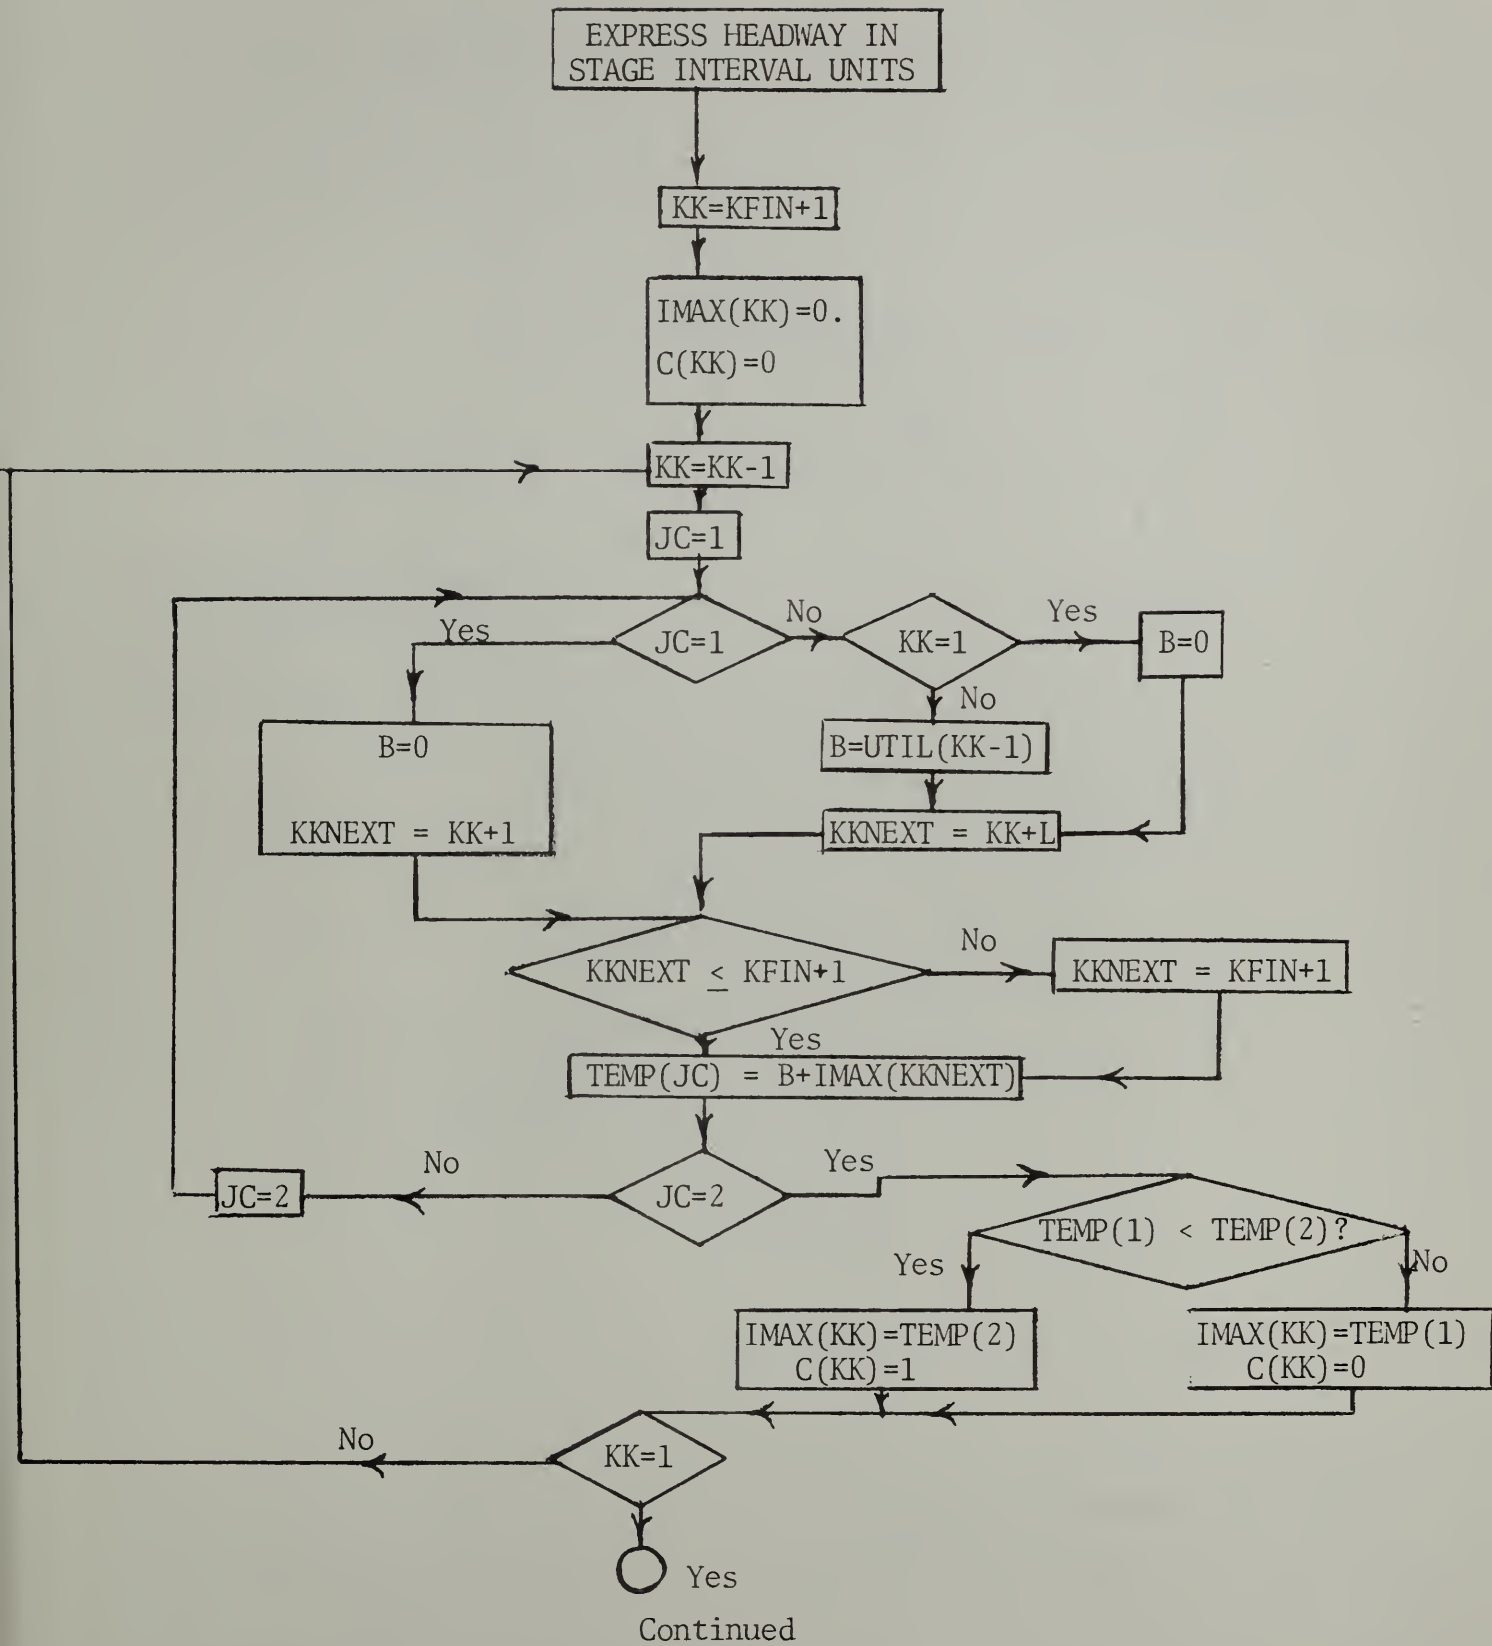 EXPRESS HEADWAY IN
STAGE INTERVAL UNITS
KK=KFIN+1
IMAX(KK)=0.
C(KK)=0
KK=KK-1
JC=1
JC=1
Yes
No
KK=1
Yes
B=0
No
B=0
KKNEXT = KK+1
B=UTIL(KK-1)
KKNEXT = KK+L
KKNEXT ≤ KFIN+1
No
KKNEXT = KFIN+1
Yes
TEMP(JC) = B+IMAX(KKNEXT)
JC=2
No
JC=2
Yes
TEMP(1) < TEMP(2)?
Yes
No
IMAX(KK)=TEMP(2)
C(KK)=1
IMAX(KK)=TEMP(1)
C(KK)=0
No
KK=1
Yes
Continued